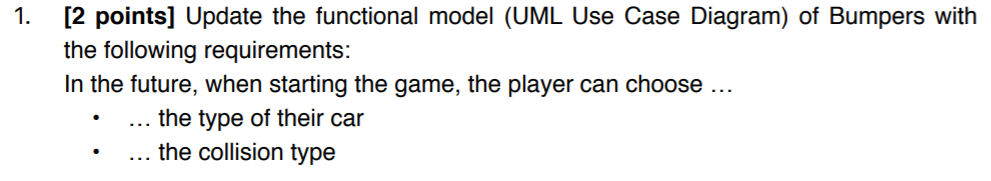 1. [2 points] Update the functional model (UML Use Case Diagram) of Bumpers with
the following requirements:
In the future, when starting the game, the player can choose …
• … the type of their car
• … the collision type